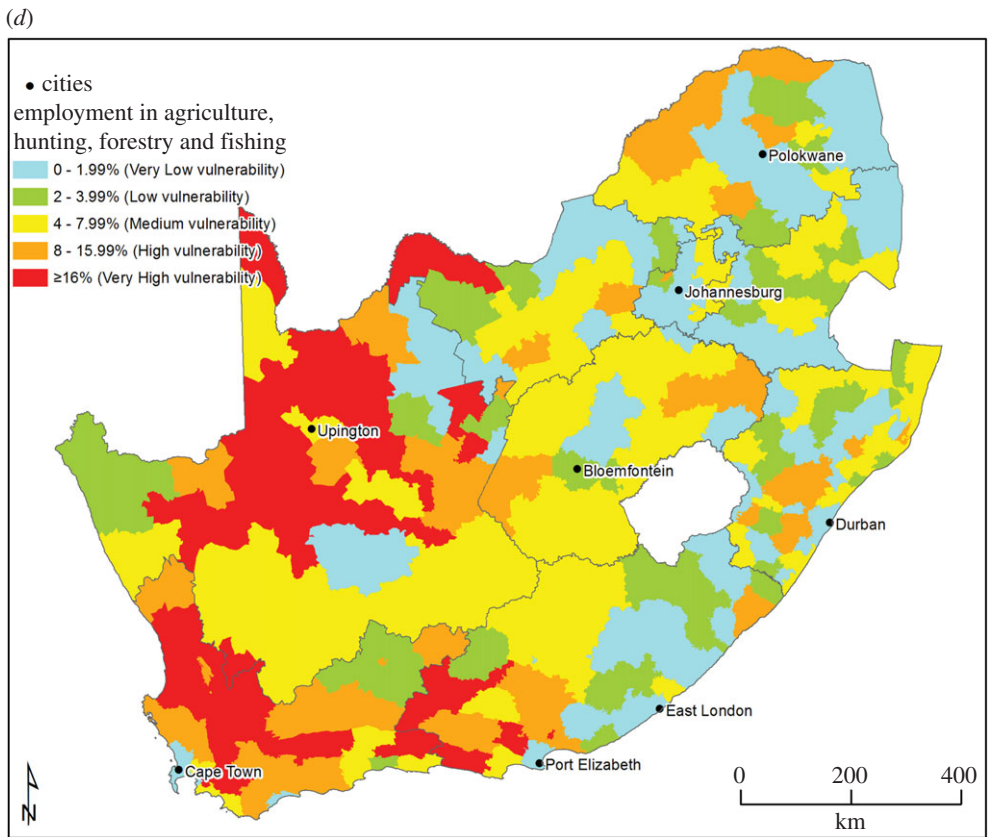 (d)
cities
employment in agriculture,
hunting, forestry and fishing
0 - 1.99% (Very Low vulnerability)
2 - 3.99% (Low vulnerability)
4 - 7.99% (Medium vulnerability)
8 - 15.99% (High vulnerability)
≥16% (Very High vulnerability)
Polokwane
Johannesburg
Upington
Bloemfontein
Durban
East London
Port Elizabeth
Cape Town
N
0 200 400
km